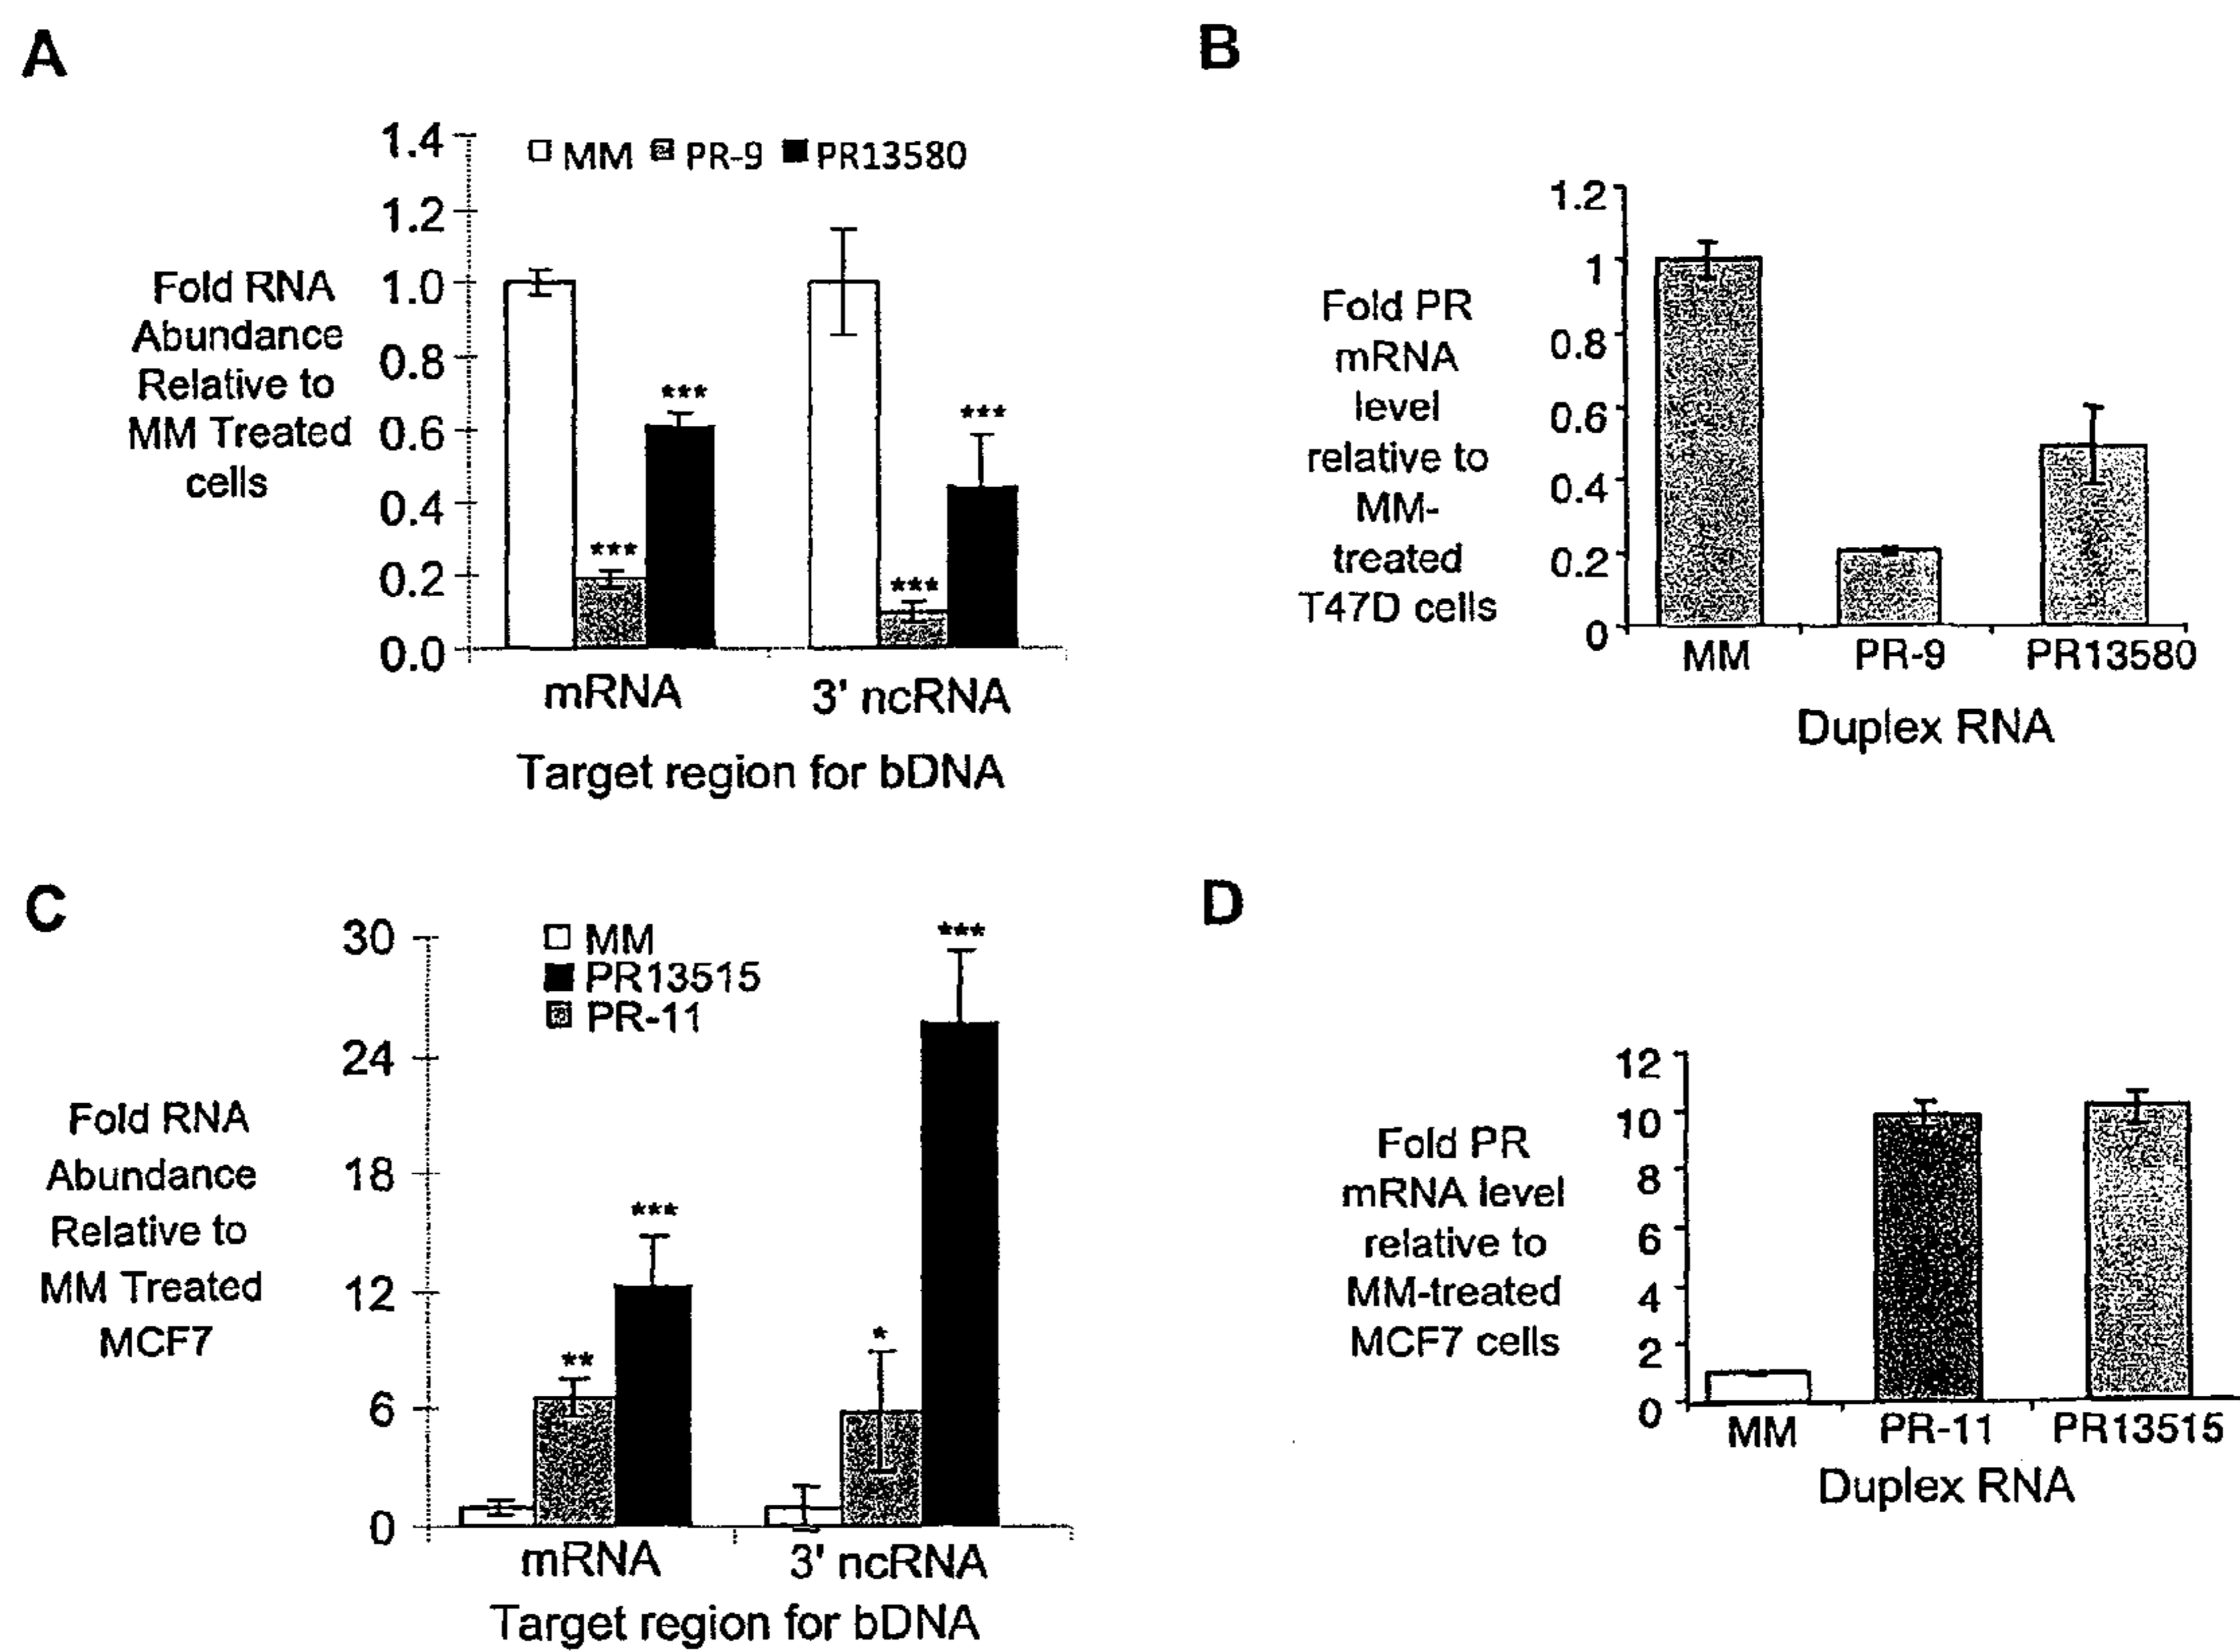 A
1.4
1.2
1.0
0.8
0.6
0.4
0.2
0.0
MM PR-9 PR13580
Fold RNA
Abundance
Relative to
MM Treated
cells
***
***
***
***
mRNA 3' ncRNA
Target region for bDNA
B
1.2
1
0.8
0.6
0.4
0.2
0
Fold PR
mRNA
level
relative to
MM-
treated
T47D cells
MM PR-9 PR13580
Duplex RNA
C
30
24
18
12
6
0
MM
PR13515
PR-11
Fold RNA
Abundance
Relative to
MM Treated
MCF7
**
***
*
***
mRNA 3' ncRNA
Target region for bDNA
D
12
10
8
6
4
2
0
Fold PR
mRNA level
relative to
MM-treated
MCF7 cells
MM PR-11 PR13515
Duplex RNA